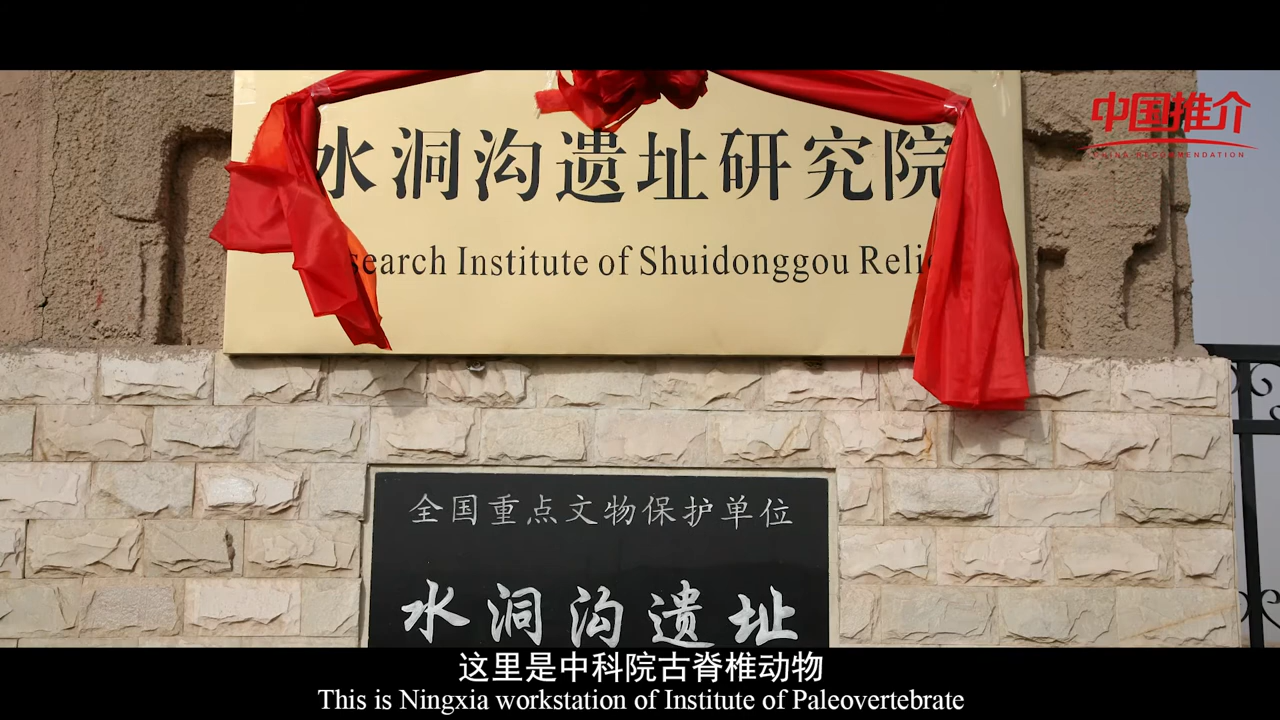 中国推介
CHINA RECOMMENDATION
水洞沟遗址研究院
search Institute of Shuidonggou Reli
全国重点文物保护单位
水洞沟遗址
这里是中科院古脊椎动物
This is Ningxia workstation of Institute of Paleovertebrate